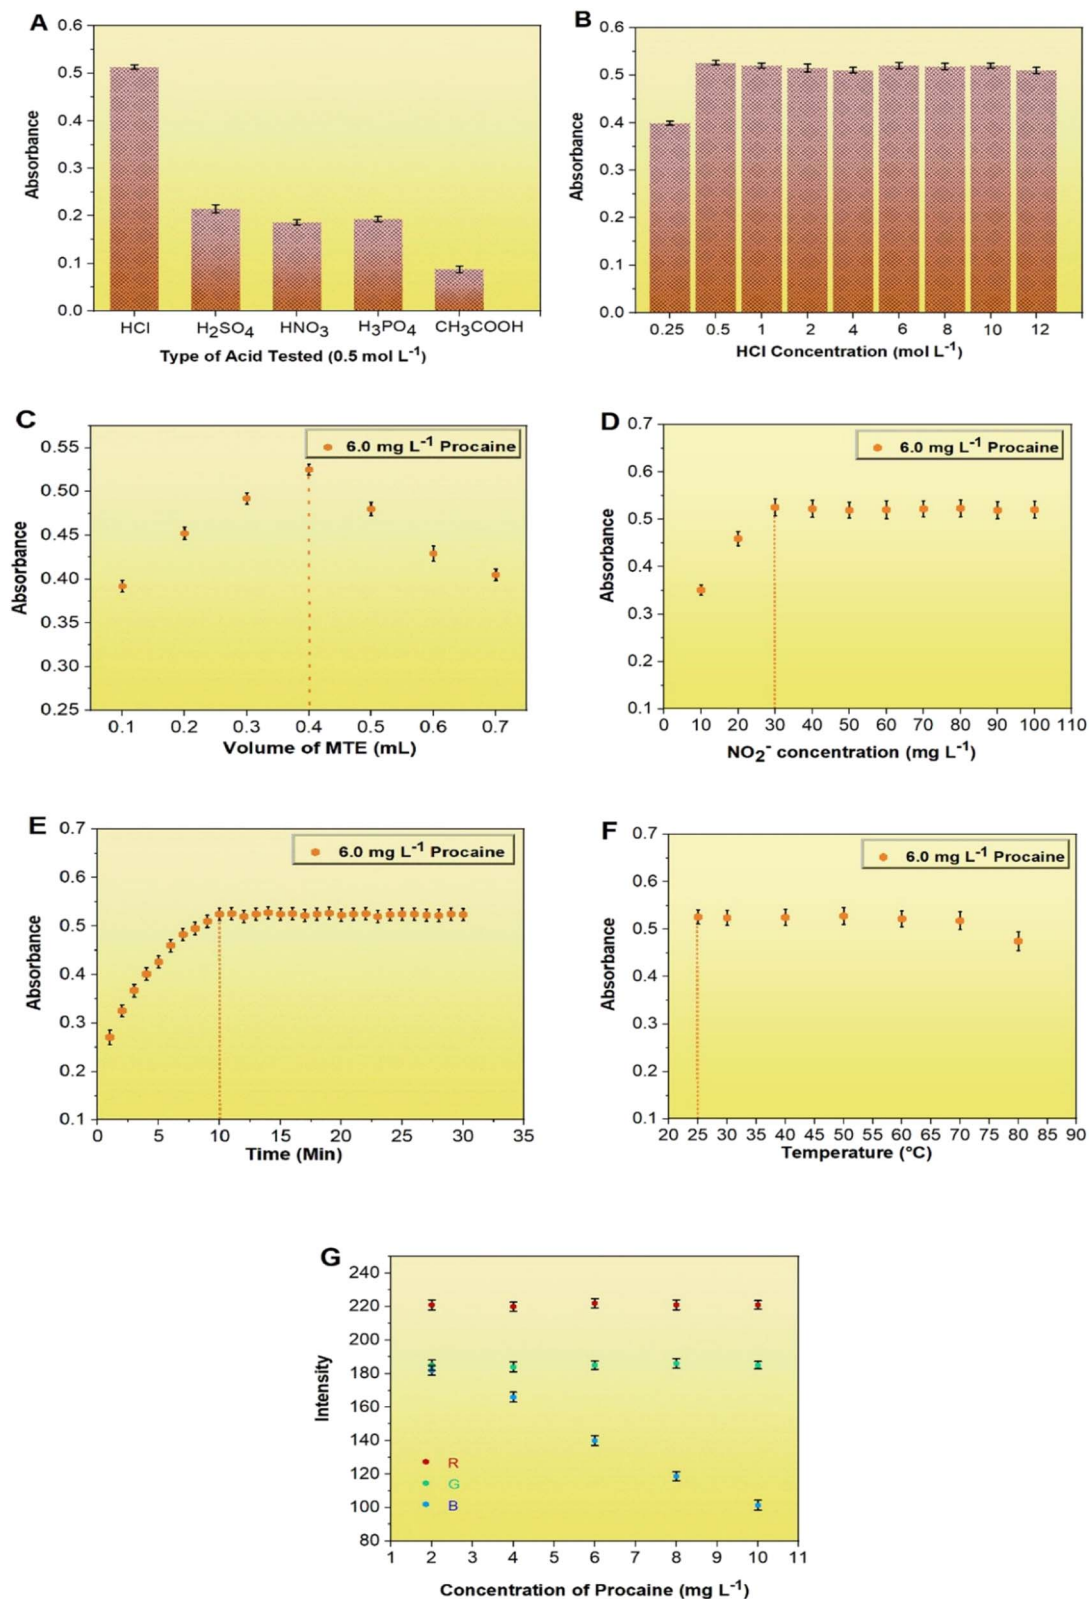 A
0.6
0.5
0.4
0.3
0.2
0.1
0.0
Absorbance
HCl H₂SO₄ HNO₃ H₃PO₄ CH₃COOH
Type of Acid Tested (0.5 mol L⁻¹)
B
0.6
0.5
0.4
0.3
0.2
0.1
0.0
Absorbance
0.25 0.5 1 2 4 6 8 10 12
HCl Concentration (mol L⁻¹)
C
6.0 mg L⁻¹ Procaine
0.55
0.50
0.45
0.40
0.35
0.30
0.25
Absorbance
0.1 0.2 0.3 0.4 0.5 0.6 0.7
Volume of MTE (mL)
D
6.0 mg L⁻¹ Procaine
0.7
0.6
0.5
0.4
0.3
0.2
0.1
Absorbance
0 10 20 30 40 50 60 70 80 90 100 110
NO₂⁻ concentration (mg L⁻¹)
E
6.0 mg L⁻¹ Procaine
0.7
0.6
0.5
0.4
0.3
0.2
0.1
Absorbance
0 5 10 15 20 25 30 35
Time (Min)
F
6.0 mg L⁻¹ Procaine
0.7
0.6
0.5
0.4
0.3
0.2
0.1
Absorbance
20 25 30 35 40 45 50 55 60 65 70 75 80 85 90
Temperature (°C)
G
240
220
200
180
160
140
120
100
80
Intensity
R
G
B
1 2 3 4 5 6 7 8 9 10 11
Concentration of Procaine (mg L⁻¹)